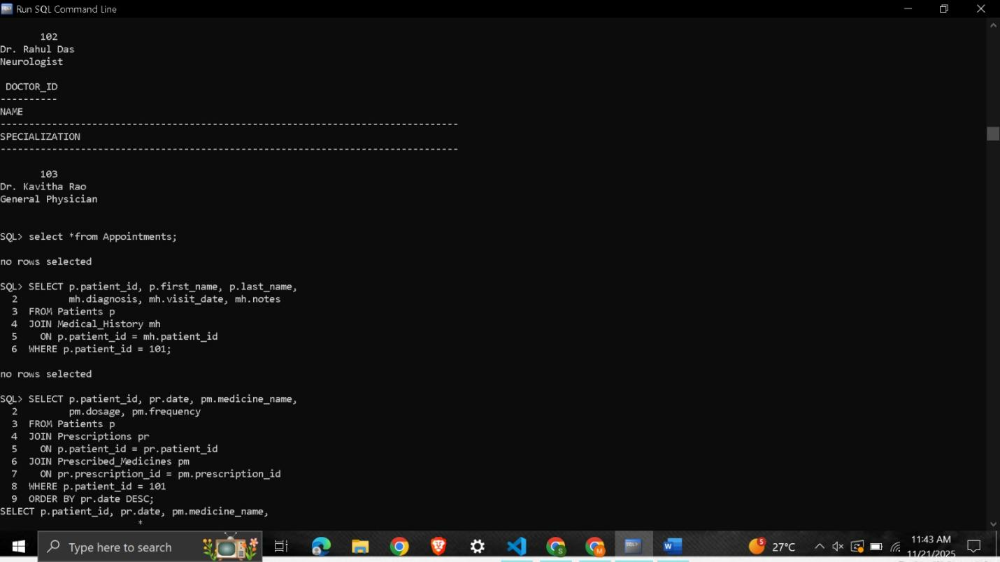 Run SQL Command Line
102
Dr. Rahul Das
Neurologist
DOCTOR_ID
----------
NAME
--------------------------------------------------------------------------------
SPECIALIZATION
--------------------------------------------------------------------------------
103
Dr. Kavitha Rao
General Physician
SQL> select *from Appointments;
no rows selected
SQL> SELECT p.patient_id, p.first_name, p.last_name,
2         mh.diagnosis, mh.visit_date, mh.notes
3  FROM Patients p
4  JOIN Medical_History mh
5    ON p.patient_id = mh.patient_id
6  WHERE p.patient_id = 101;
no rows selected
SQL> SELECT p.patient_id, pr.date, pm.medicine_name,
2         pm.dosage, pm.frequency
3  FROM Patients p
4  JOIN Prescriptions pr
5    ON p.patient_id = pr.patient_id
6  JOIN Prescribed_Medicines pm
7    ON pr.prescription_id = pm.prescription_id
8  WHERE p.patient_id = 101
9  ORDER BY pr.date DESC;
SELECT p.patient_id, pr.date, pm.medicine_name,
*
Type here to search
27°C
11:43 AM
11/21/2025